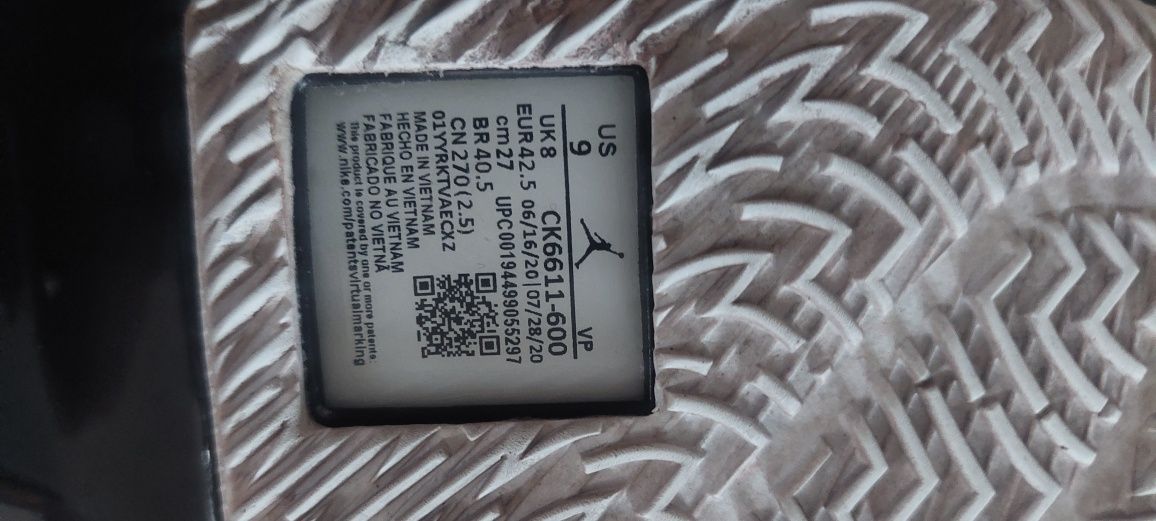 US
9
VP
UK 8 CK6611-600
EUR 42.5 06/16/20|07/28/20
cm 27 UPC00194499055297
BR 40.5
CN 270 (2.5)
01YYRKTVAECXZ
MADE IN VIETNAM
HECHO EN VIETNAM
FABRIQUE AU VIETNAM
FABRICADO NO VIETNÃ
This product is covered by one or more patents:
www.nike.com/patentsvirtualmarking